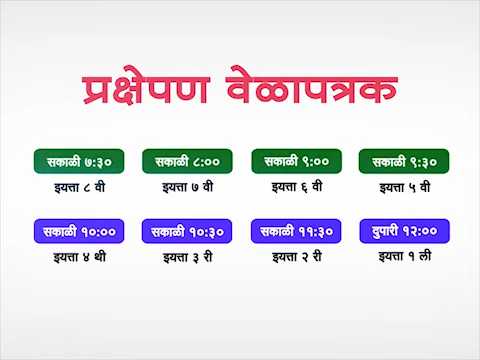 प्रक्षेपण वेळापत्रक
सकाळी ७:३० सकाळी ८:०० सकाळी ९:०० सकाळी ९:३०
इयत्ता ८ वी इयत्ता ७ वी इयत्ता ६ वी इयत्ता ५ वी
सकाळी १०:०० सकाळी १०:३० सकाळी ११:३० दुपारी १२:००
इयत्ता ४ थी इयत्ता ३ री इयत्ता २ री इयत्ता १ ली